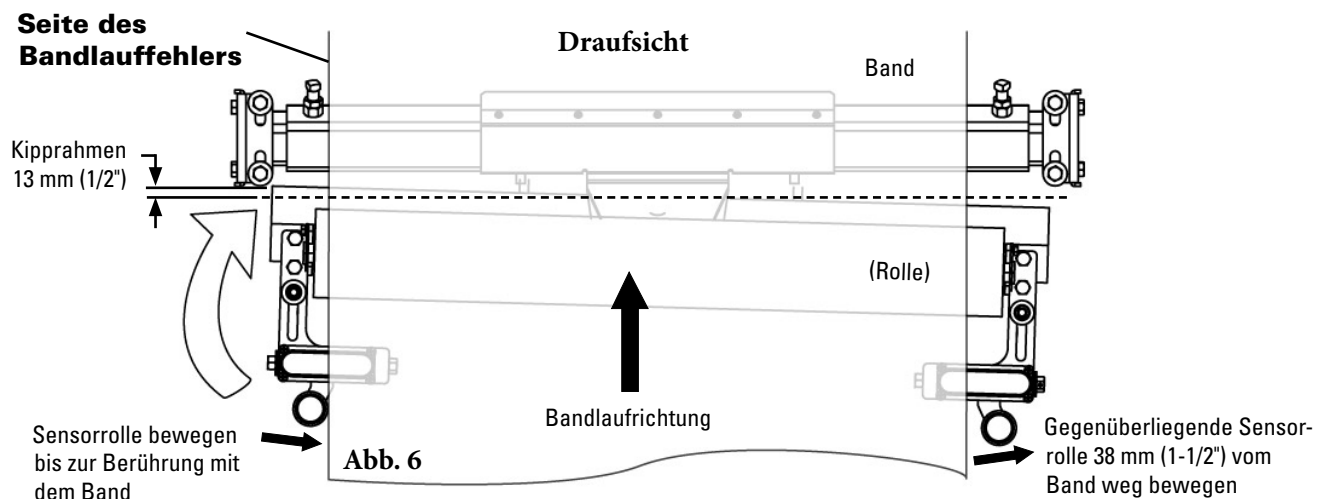 Seite des
Bandlauffehlers
Draufsicht
Band
Kipprahmen
13 mm (1/2")
(Rolle)
Bandlaufrichtung
Sensorrolle bewegen
bis zur Berührung mit
dem Band
Abb. 6
Gegenüberliegende Sensor-
rolle 38 mm (1-1/2") vom
Band weg bewegen